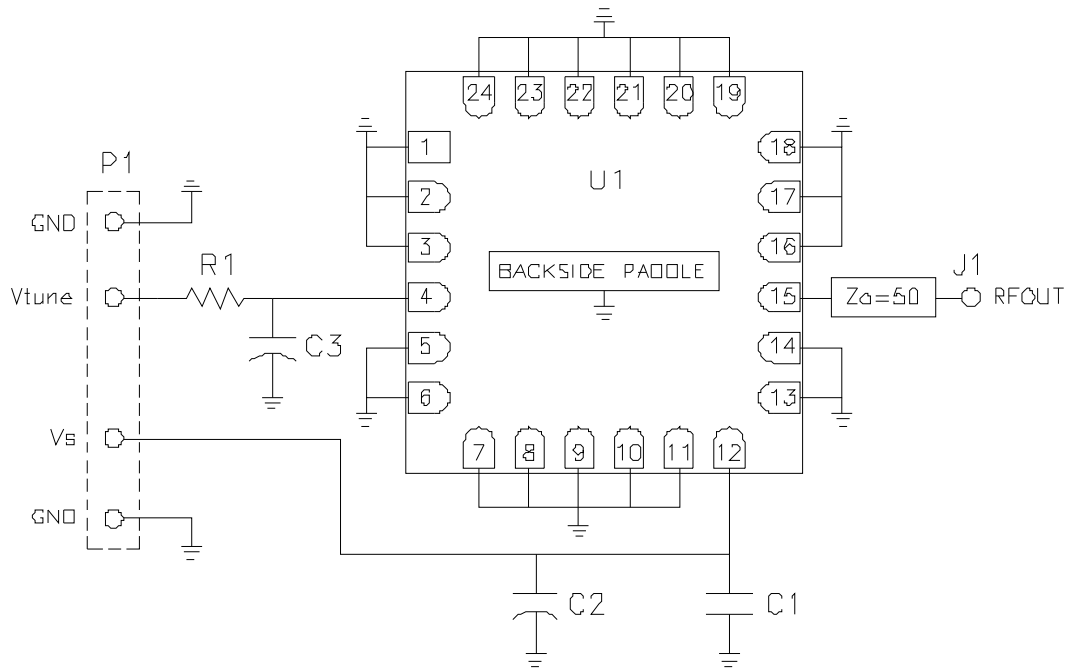 24 23 22 21 20 19
1 18
P1
U1
2 17
GND
3 16
R1
BACKSIDE PADDLE
J1
Vtune
4 15
Zo=50
RFOUT
C3
5 14
6 13
Vs
7 8 9 10 11 12
GND
C2
C1